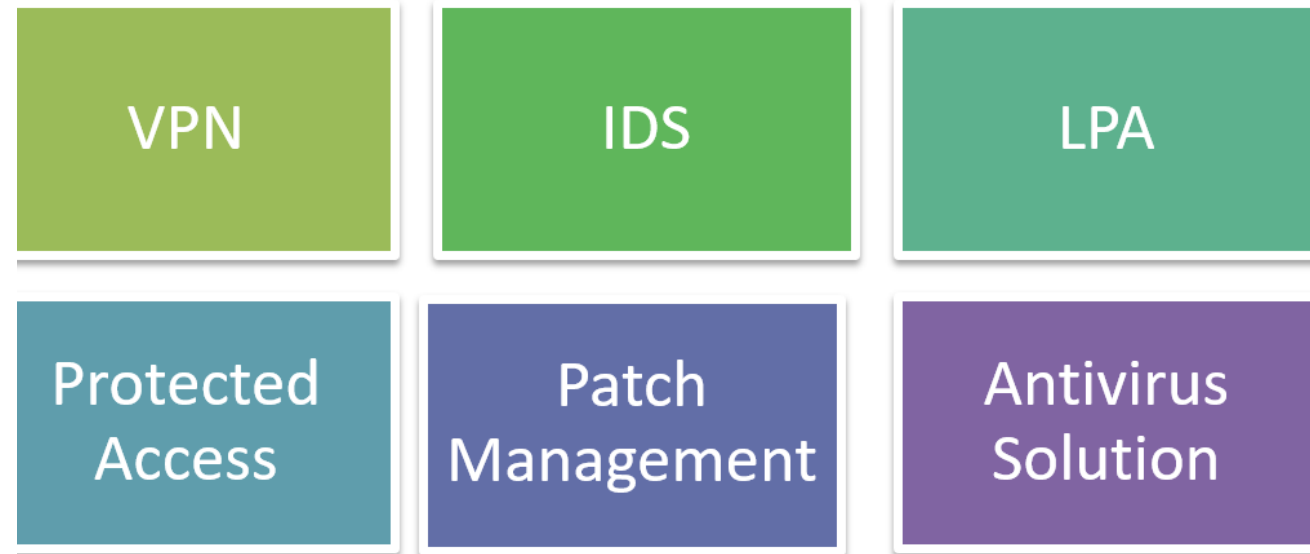 VPN
IDS
LPA
Protected
Access
Patch
Management
Antivirus
Solution